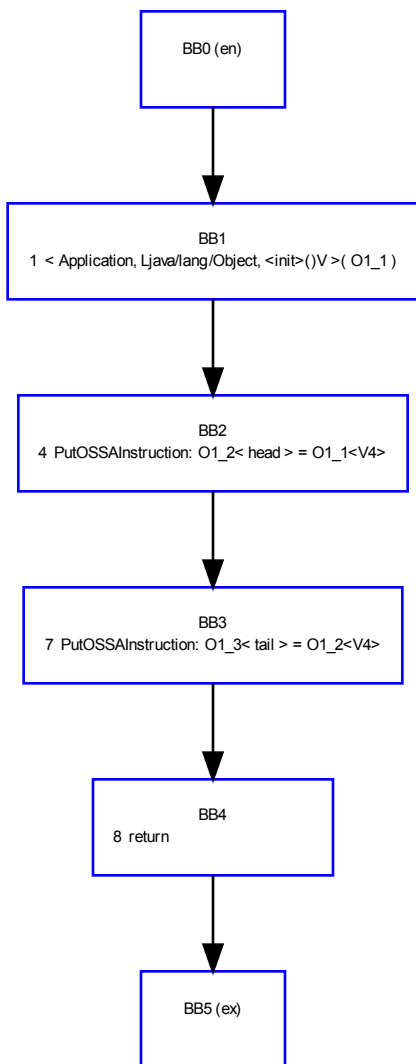 BB0 (en)
BB1
1 < Application, Ljava/lang/Object, <init>()V >( O1_1 )
BB2
4 PutOSSAInstruction: O1_2< head > = O1_1<V4>
BB3
7 PutOSSAInstruction: O1_3< tail > = O1_2<V4>
BB4
8 return
BB5 (ex)